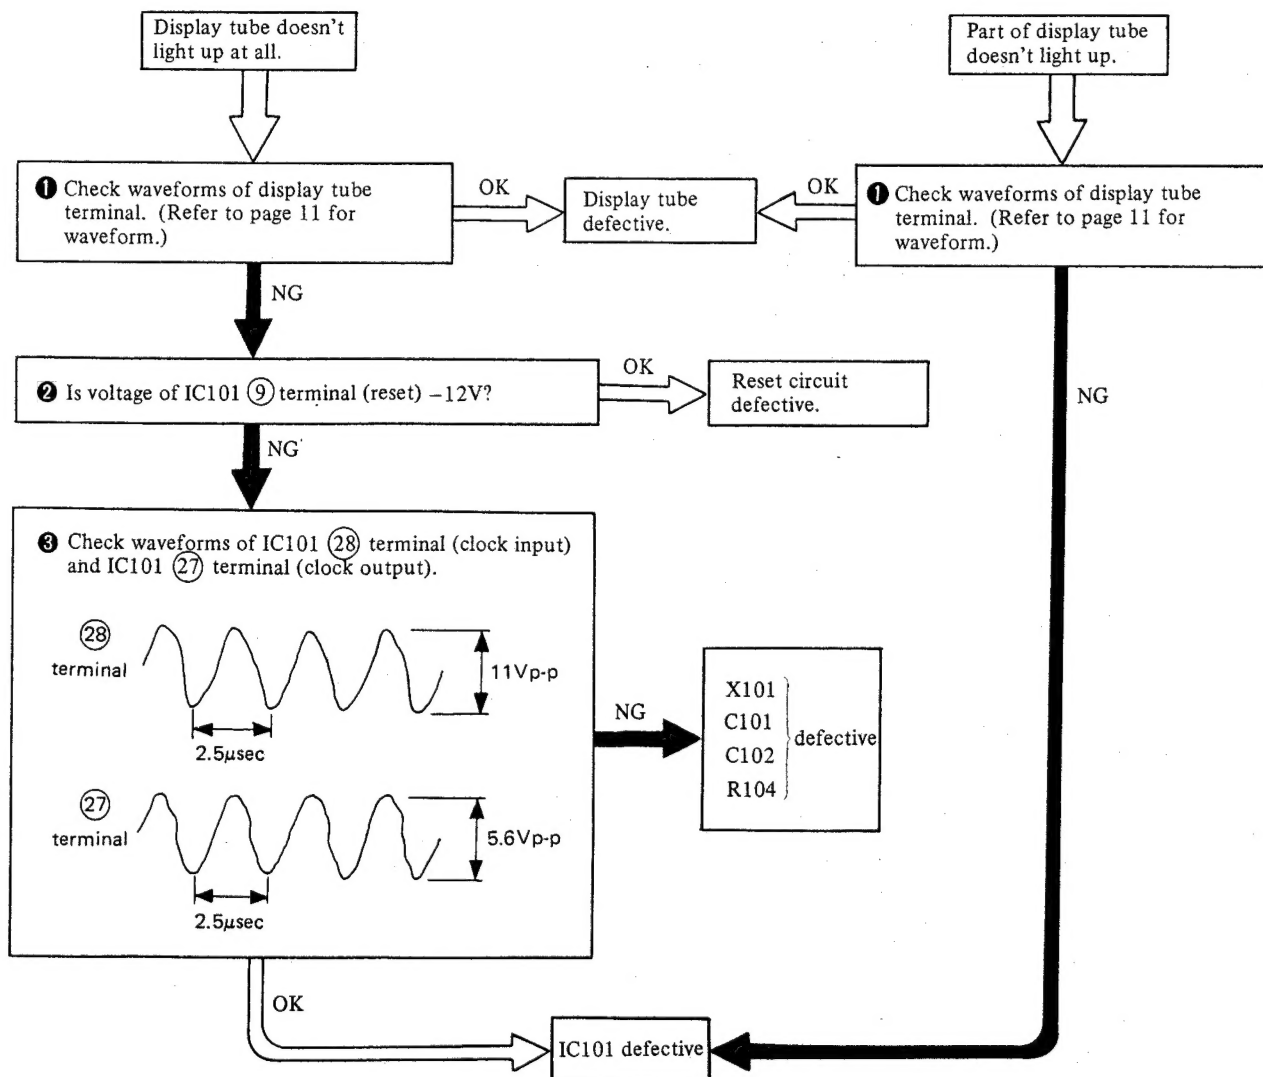 Display tube doesn't
light up at all.
Part of display tube
doesn't light up.
❶ Check waveforms of display tube
terminal. (Refer to page 11 for
waveform.)
OK
Display tube
defective.
OK
❶ Check waveforms of display tube
terminal. (Refer to page 11 for
waveform.)
NG
❷ Is voltage of IC101 ⑨ terminal (reset) –12V?
OK
Reset circuit
defective.
NG
NG
❸ Check waveforms of IC101 ㉘ terminal (clock input)
and IC101 ㉗ terminal (clock output).
㉘
terminal
11Vp-p
2.5μsec
㉗
terminal
5.6Vp-p
2.5μsec
NG
X101
C101
C102
R104
defective
OK
IC101 defective